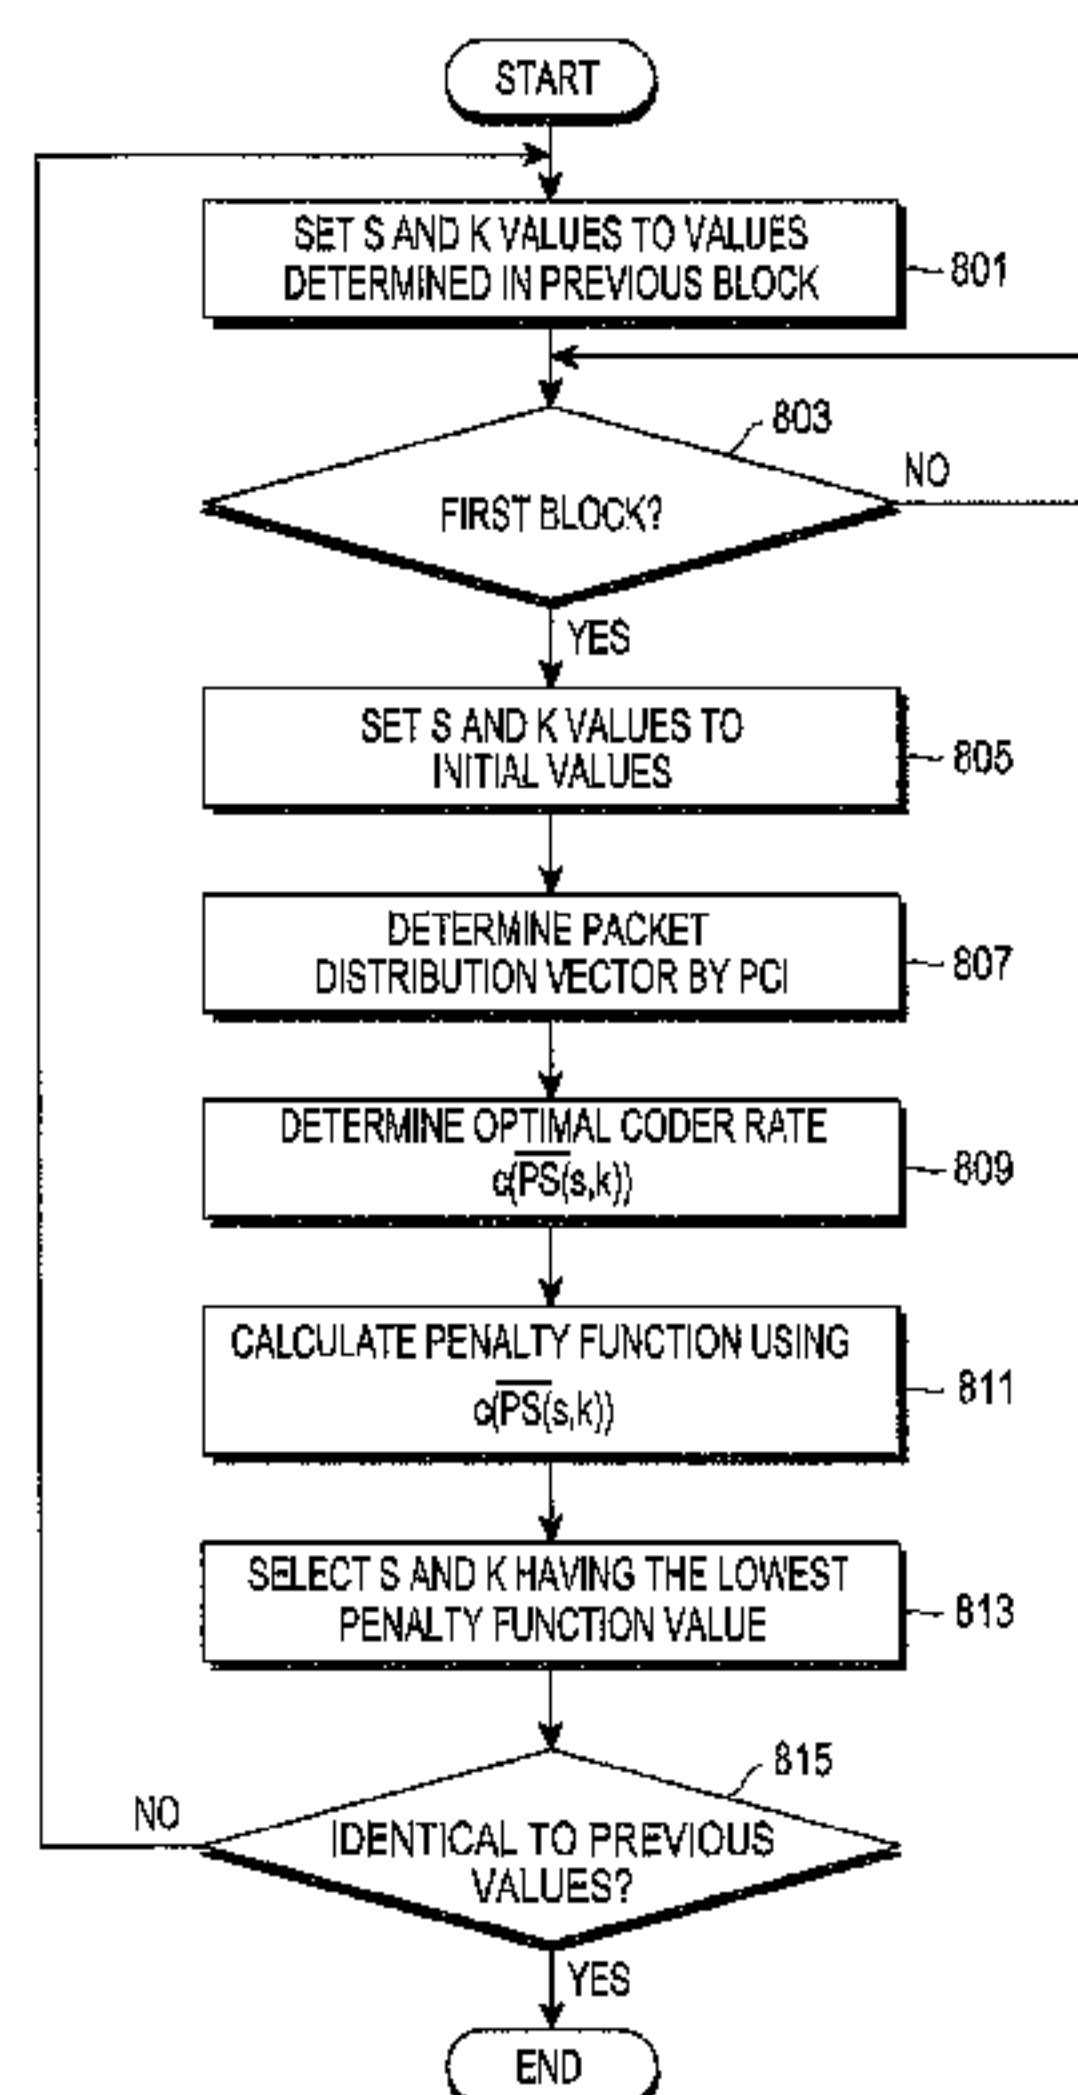 START
SET S AND K VALUES TO VALUES
DETERMINED IN PREVIOUS BLOCK
801
803
NO
FIRST BLOCK?
YES
SET S AND K VALUES TO
INITIAL VALUES
805
DETERMINE PACKET
DISTRIBUTION VECTOR BY PCI
807
DETERMINE OPTIMAL CODER RATE
c(P̅S̅(s,k))
809
CALCULATE PENALTY FUNCTION USING
c(P̅S̅(s,k))
811
SELECT S AND K HAVING THE LOWEST
PENALTY FUNCTION VALUE
813
815
NO
IDENTICAL TO PREVIOUS
VALUES?
YES
END